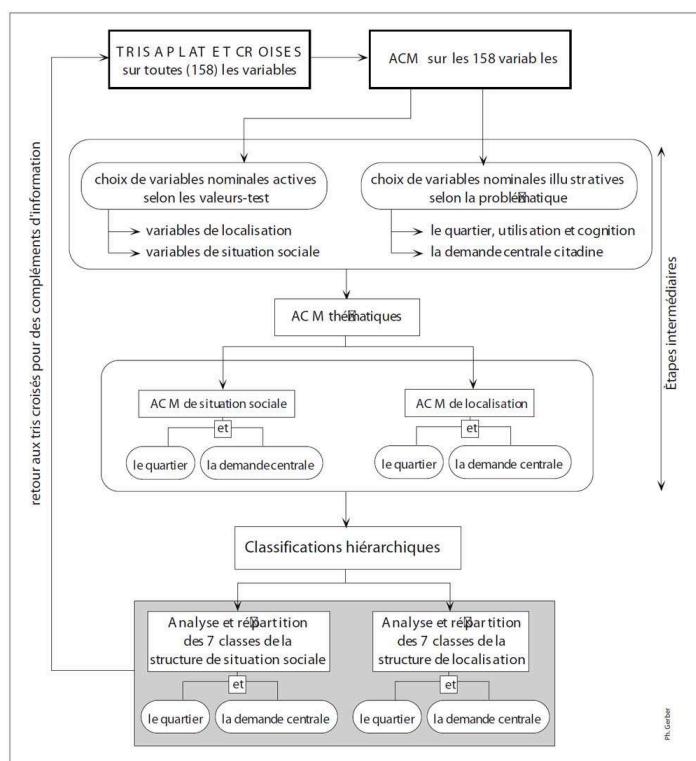 TRIS A PLAT ET CROISES
sur toutes (158) les variables
ACM sur les 158 variables
choix de variables nominales actives
selon les valeurs-test
variables de localisation
variables de situation sociale
choix de variables nominales illustratives
selon la problématique
le quartier, utilisation et cognition
la demande centrale citadine
ACM thématiques
ACM de situation sociale
et
le quartier
la demande centrale
ACM de localisation
et
le quartier
la demande centrale
Classifications hiérarchiques
Analyse et répartition
des 7 classes de la
structure de situation sociale
et
le quartier
la demande centrale
Analyse et répartition
des 7 classes de la
structure de localisation
et
le quartier
la demande centrale
retour aux tris croisés pour des compléments d'information
Ètapes intermédiaires
Ph. Gerber